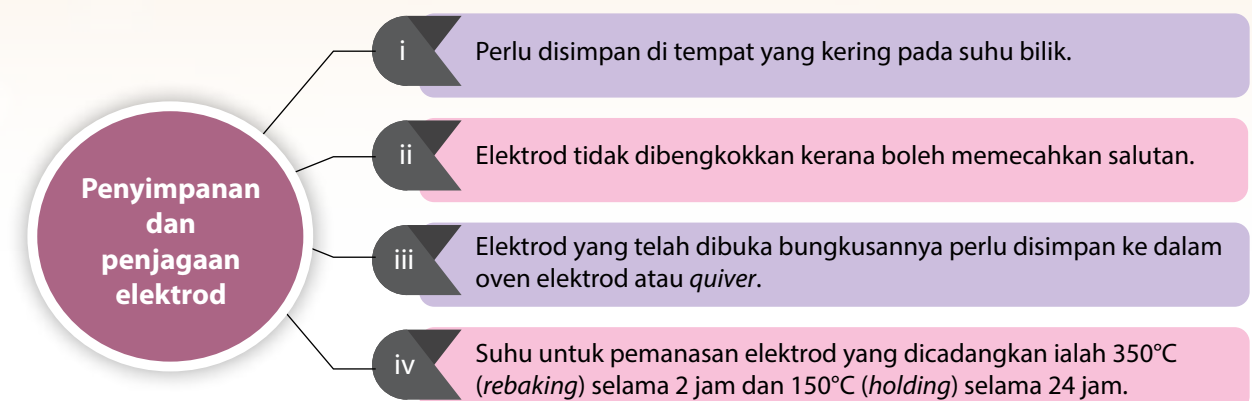 Penyimpanan
dan
penjagaan
elektrod
i
Perlu disimpan di tempat yang kering pada suhu bilik.
ii
Elektrod tidak dibengkokkan kerana boleh memecahkan salutan.
iii
Elektrod yang telah dibuka bungkusannya perlu disimpan ke dalam
oven elektrod atau quiver.
iv
Suhu untuk pemanasan elektrod yang dicadangkan ialah 350°C
(rebaking) selama 2 jam dan 150°C (holding) selama 24 jam.